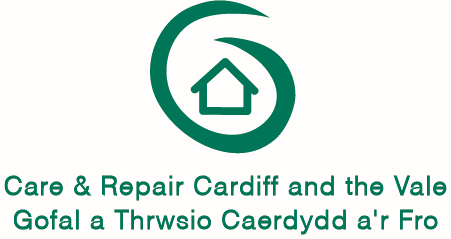 Care & Repair Cardiff and the Vale
Gofal a Thrwsio Caerdydd a'r Fro